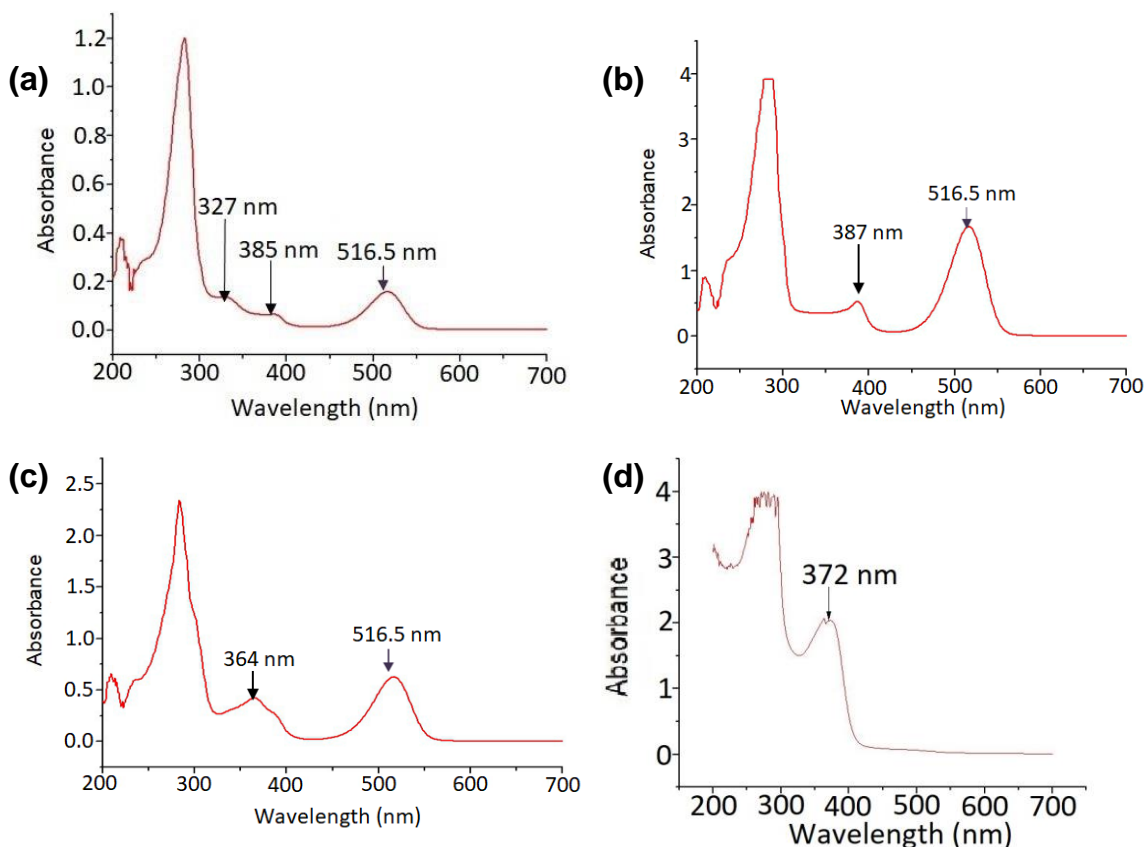 (a)
Absorbance
1.2
1.0
0.8
0.6
0.4
0.2
0.0
327 nm
385 nm
516.5 nm
200 300 400 500 600 700
Wavelength (nm)
(b)
Absorbance
4
3
2
1
0
387 nm
516.5 nm
200 300 400 500 600 700
Wavelength (nm)
(c)
Absorbance
2.5
2.0
1.5
1.0
0.5
0.0
364 nm
516.5 nm
200 300 400 500 600 700
Wavelength (nm)
(d)
Absorbance
4
3
2
1
0
372 nm
200 300 400 500 600 700
Wavelength (nm)